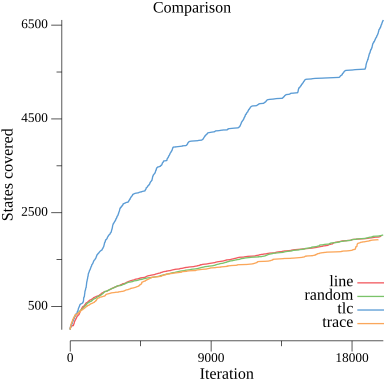 Comparison
6500
4500
2500
500
States covered
line
random
tlc
trace
0
9000
18000
Iteration